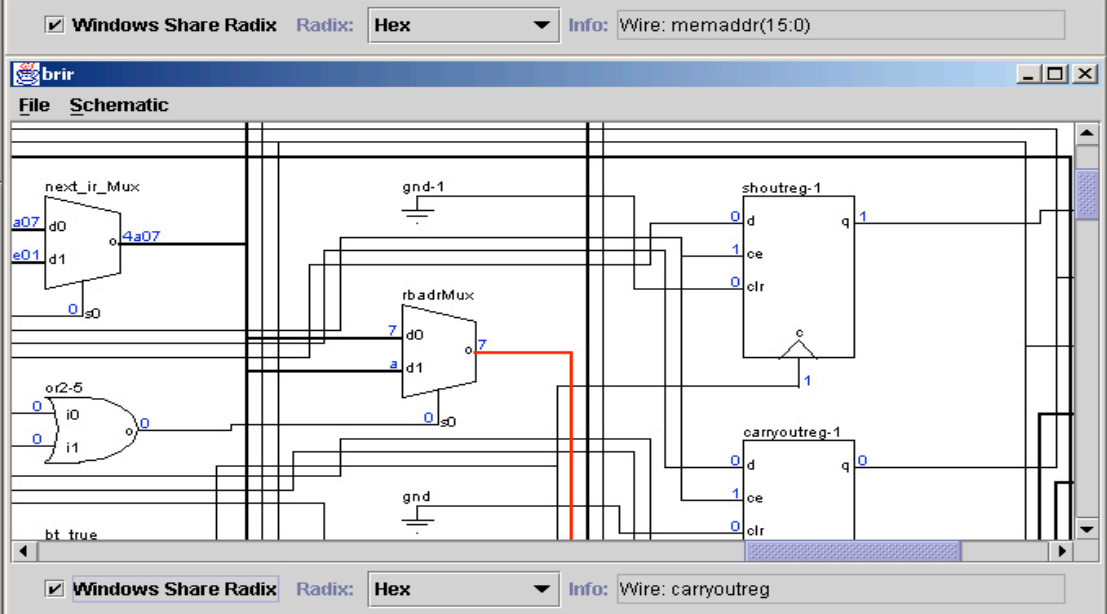 Windows Share Radix Radix: Hex Info: Wire: memaddr(15:0)
brir
File Schematic
next_ir_Mux gnd-1 shoutreg-1
a07 d0 o 4a07 0 d q 1
e01 d1 1 ce
0 s0 0 clr
rbadrMux
7 d0 o 7 c
a d1 1
or2-5
0 i0 o 0 0 s0
0 i1
carryoutreg-1
0 d q 0
gnd 1 ce
bt_true 0 clr
Windows Share Radix Radix: Hex Info: Wire: carryoutreg